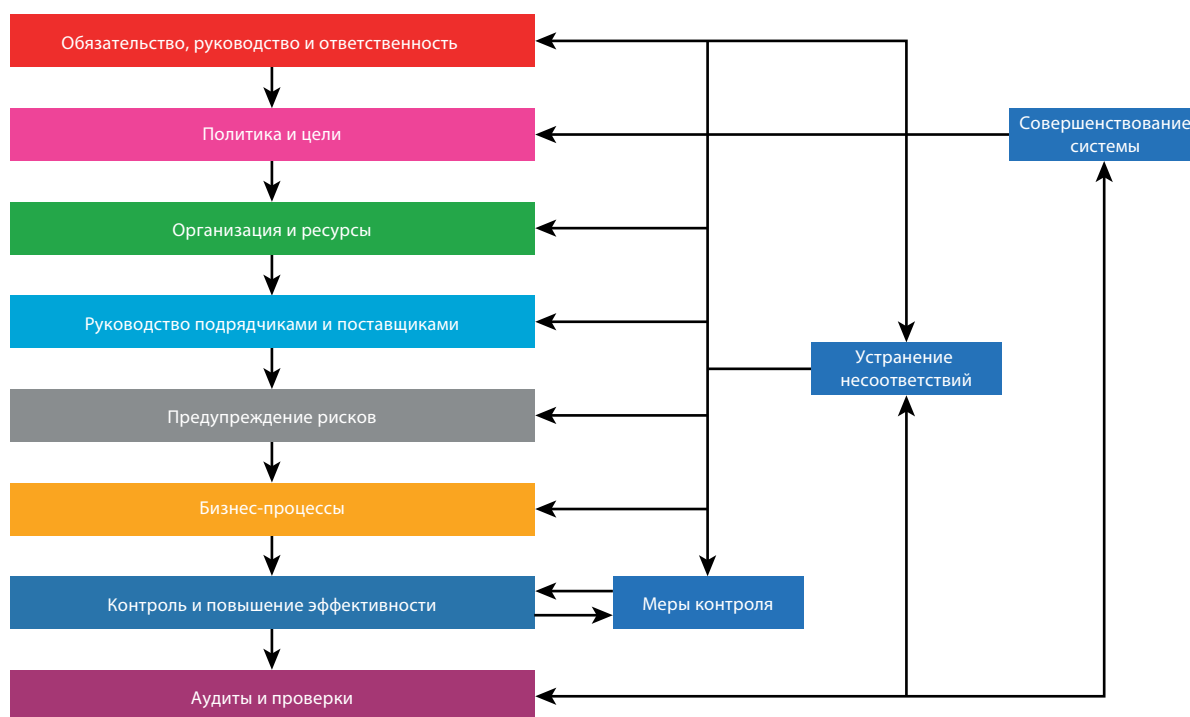 Обязательство, руководство и ответственность
Политика и цели
Совершенствование
системы
Организация и ресурсы
Руководство подрядчиками и поставщиками
Устранение
несоответствий
Предупреждение рисков
Бизнес-процессы
Контроль и повышение эффективности
Меры контроля
Аудиты и проверки